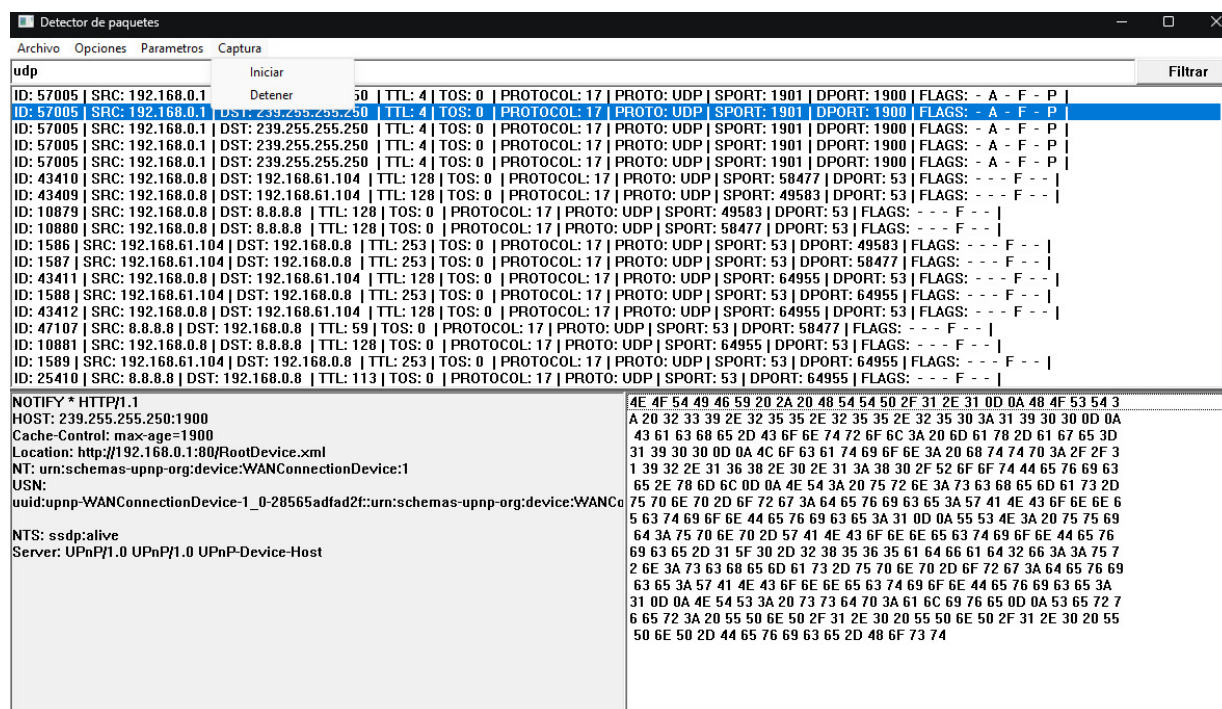 Detector de paquetes
Archivo Opciones Parametros Captura
udp Iniciar Filtrar
Detener
ID: 57005 | SRC: 192.168.0.1 50 | TTL: 4 | TOS: 0 | PROTOCOL: 17 | PROTO: UDP | SPORT: 1901 | DPORT: 1900 | FLAGS: - A - F - P |
ID: 57005 | SRC: 192.168.0.1 | DST: 239.255.255.250 | TTL: 4 | TOS: 0 | PROTOCOL: 17 | PROTO: UDP | SPORT: 1901 | DPORT: 1900 | FLAGS: - A - F - P |
ID: 57005 | SRC: 192.168.0.1 | DST: 239.255.255.250 | TTL: 4 | TOS: 0 | PROTOCOL: 17 | PROTO: UDP | SPORT: 1901 | DPORT: 1900 | FLAGS: - A - F - P |
ID: 57005 | SRC: 192.168.0.1 | DST: 239.255.255.250 | TTL: 4 | TOS: 0 | PROTOCOL: 17 | PROTO: UDP | SPORT: 1901 | DPORT: 1900 | FLAGS: - A - F - P |
ID: 57005 | SRC: 192.168.0.1 | DST: 239.255.255.250 | TTL: 4 | TOS: 0 | PROTOCOL: 17 | PROTO: UDP | SPORT: 1901 | DPORT: 1900 | FLAGS: - A - F - P |
ID: 43410 | SRC: 192.168.0.8 | DST: 192.168.61.104 | TTL: 128 | TOS: 0 | PROTOCOL: 17 | PROTO: UDP | SPORT: 58477 | DPORT: 53 | FLAGS: - - - F - - |
ID: 43409 | SRC: 192.168.0.8 | DST: 192.168.61.104 | TTL: 128 | TOS: 0 | PROTOCOL: 17 | PROTO: UDP | SPORT: 49583 | DPORT: 53 | FLAGS: - - - F - - |
ID: 10879 | SRC: 192.168.0.8 | DST: 8.8.8.8 | TTL: 128 | TOS: 0 | PROTOCOL: 17 | PROTO: UDP | SPORT: 49583 | DPORT: 53 | FLAGS: - - - F - - |
ID: 10880 | SRC: 192.168.0.8 | DST: 8.8.8.8 | TTL: 128 | TOS: 0 | PROTOCOL: 17 | PROTO: UDP | SPORT: 58477 | DPORT: 53 | FLAGS: - - - F - - |
ID: 1586 | SRC: 192.168.61.104 | DST: 192.168.0.8 | TTL: 253 | TOS: 0 | PROTOCOL: 17 | PROTO: UDP | SPORT: 53 | DPORT: 49583 | FLAGS: - - - F - - |
ID: 1587 | SRC: 192.168.61.104 | DST: 192.168.0.8 | TTL: 253 | TOS: 0 | PROTOCOL: 17 | PROTO: UDP | SPORT: 53 | DPORT: 58477 | FLAGS: - - - F - - |
ID: 43411 | SRC: 192.168.0.8 | DST: 192.168.61.104 | TTL: 128 | TOS: 0 | PROTOCOL: 17 | PROTO: UDP | SPORT: 64955 | DPORT: 53 | FLAGS: - - - F - - |
ID: 1588 | SRC: 192.168.61.104 | DST: 192.168.0.8 | TTL: 253 | TOS: 0 | PROTOCOL: 17 | PROTO: UDP | SPORT: 53 | DPORT: 64955 | FLAGS: - - - F - - |
ID: 43412 | SRC: 192.168.0.8 | DST: 192.168.61.104 | TTL: 128 | TOS: 0 | PROTOCOL: 17 | PROTO: UDP | SPORT: 64955 | DPORT: 53 | FLAGS: - - - F - - |
ID: 47107 | SRC: 8.8.8.8 | DST: 192.168.0.8 | TTL: 59 | TOS: 0 | PROTOCOL: 17 | PROTO: UDP | SPORT: 53 | DPORT: 58477 | FLAGS: - - - F - - |
ID: 10881 | SRC: 192.168.0.8 | DST: 8.8.8.8 | TTL: 128 | TOS: 0 | PROTOCOL: 17 | PROTO: UDP | SPORT: 64955 | DPORT: 53 | FLAGS: - - - F - - |
ID: 1589 | SRC: 192.168.61.104 | DST: 192.168.0.8 | TTL: 253 | TOS: 0 | PROTOCOL: 17 | PROTO: UDP | SPORT: 53 | DPORT: 64955 | FLAGS: - - - F - - |
ID: 25410 | SRC: 8.8.8.8 | DST: 192.168.0.8 | TTL: 113 | TOS: 0 | PROTOCOL: 17 | PROTO: UDP | SPORT: 53 | DPORT: 64955 | FLAGS: - - - F - - |
NOTIFY * HTTP/1.1
HOST: 239.255.255.250:1900
Cache-Control: max-age=1900
Location: http://192.168.0.1:80/RootDevice.xml
NT: urn:schemas-upnp-org:device:WANConnectionDevice:1
USN:
uuid:upnp-WANConnectionDevice-1_0-28565adfad2f::urn:schemas-upnp-org:device:WANCo
NTS: ssdp:alive
Server: UPnP/1.0 UPnP/1.0 UPnP-Device-Host
4E 4F 54 49 46 59 20 2A 20 48 54 54 50 2F 31 2E 31 0D 0A 48 4F 53 54 3
A 20 32 33 39 2E 32 35 35 2E 32 35 35 2E 32 35 30 3A 31 39 30 30 0D 0A
43 61 63 68 65 2D 43 6F 6E 74 72 6F 6C 3A 20 6D 61 78 2D 61 67 65 3D
31 39 30 30 0D 0A 4C 6F 63 61 74 69 6F 6E 3A 20 68 74 74 70 3A 2F 2F 3
1 39 32 2E 31 36 38 2E 30 2E 31 3A 38 30 2F 52 6F 6F 74 44 65 76 69 63
65 2E 78 6D 6C 0D 0A 4E 54 3A 20 75 72 6E 3A 73 63 68 65 6D 61 73 2D
75 70 6E 70 2D 6F 72 67 3A 64 65 76 69 63 65 3A 57 41 4E 43 6F 6E 6E 6
5 63 74 69 6F 6E 44 65 76 69 63 65 3A 31 0D 0A 55 53 4E 3A 20 75 75 69
64 3A 75 70 6E 70 2D 57 41 4E 43 6F 6E 6E 65 63 74 69 6F 6E 44 65 76
69 63 65 2D 31 5F 30 2D 32 38 35 36 35 61 64 66 61 64 32 66 3A 3A 75 7
2 6E 3A 73 63 68 65 6D 61 73 2D 75 70 6E 70 2D 6F 72 67 3A 64 65 76 69
63 65 3A 57 41 4E 43 6F 6E 6E 65 63 74 69 6F 6E 44 65 76 69 63 65 3A
31 0D 0A 4E 54 53 3A 20 73 73 64 70 3A 61 6C 69 76 65 0D 0A 53 65 72 7
6 65 72 3A 20 55 50 6E 50 2F 31 2E 30 20 55 50 6E 50 2F 31 2E 30 20 55
50 6E 50 2D 44 65 76 69 63 65 2D 48 6F 73 74